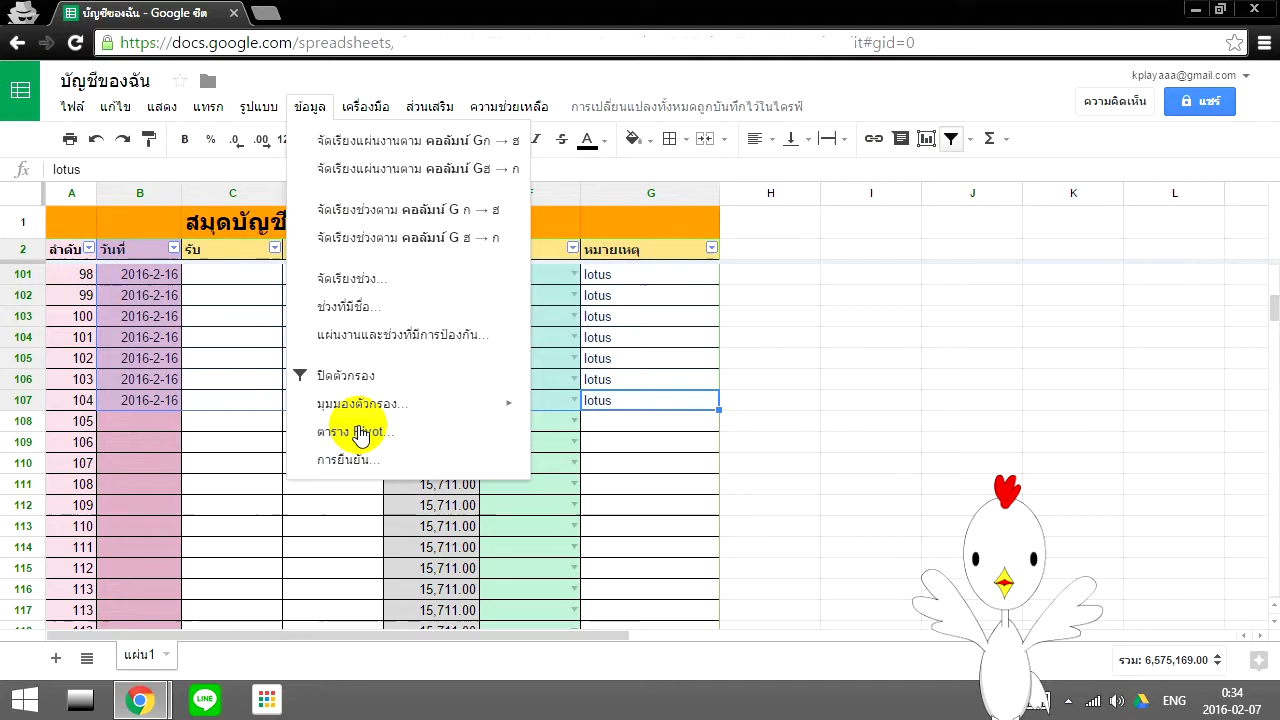 บัญชีของฉัน - Google ชีต
https://docs.google.com/spreadsheets, it#gid=0
บัญชีของฉัน
kplayaaa@gmail.com
ไฟล์ แก้ไข แสดง แทรก รูปแบบ ข้อมูล เครื่องมือ ส่วนเสริม ความช่วยเหลือ การเปลี่ยนแปลงทั้งหมดถูกบันทึกไว้ในไดรฟ์
ความคิดเห็น แชร์
B % .0 .00 12 S A Σ
fx lotus
A B C F G H I J K L
1 สมุดบัญชี
2 ลำดับ วันที่ รับ หมายเหตุ
จัดเรียงแผ่นงานตาม คอลัมน์ Gก → ฮ
จัดเรียงแผ่นงานตาม คอลัมน์ Gฮ → ก
จัดเรียงช่วงตาม คอลัมน์ G ก → ฮ
จัดเรียงช่วงตาม คอลัมน์ G ฮ → ก
จัดเรียงช่วง...
ช่วงที่มีชื่อ...
แผ่นงานและช่วงที่มีการป้องกัน...
ปิดตัวกรอง
มุมมองตัวกรอง...
ตาราง Pivot...
การยืนยัน...
101 98 2016-2-16 lotus
102 99 2016-2-16 lotus
103 100 2016-2-16 lotus
104 101 2016-2-16 lotus
105 102 2016-2-16 lotus
106 103 2016-2-16 lotus
107 104 2016-2-16 lotus
108 105
109 106
110 107
111 108 15,711.00
112 109 15,711.00
113 110 15,711.00
114 111 15,711.00
115 112 15,711.00
116 113 15,711.00
117 113 15,711.00
แผ่น1
รวม: 6,575,169.00
LINE
ENG
0:34
2016-02-07